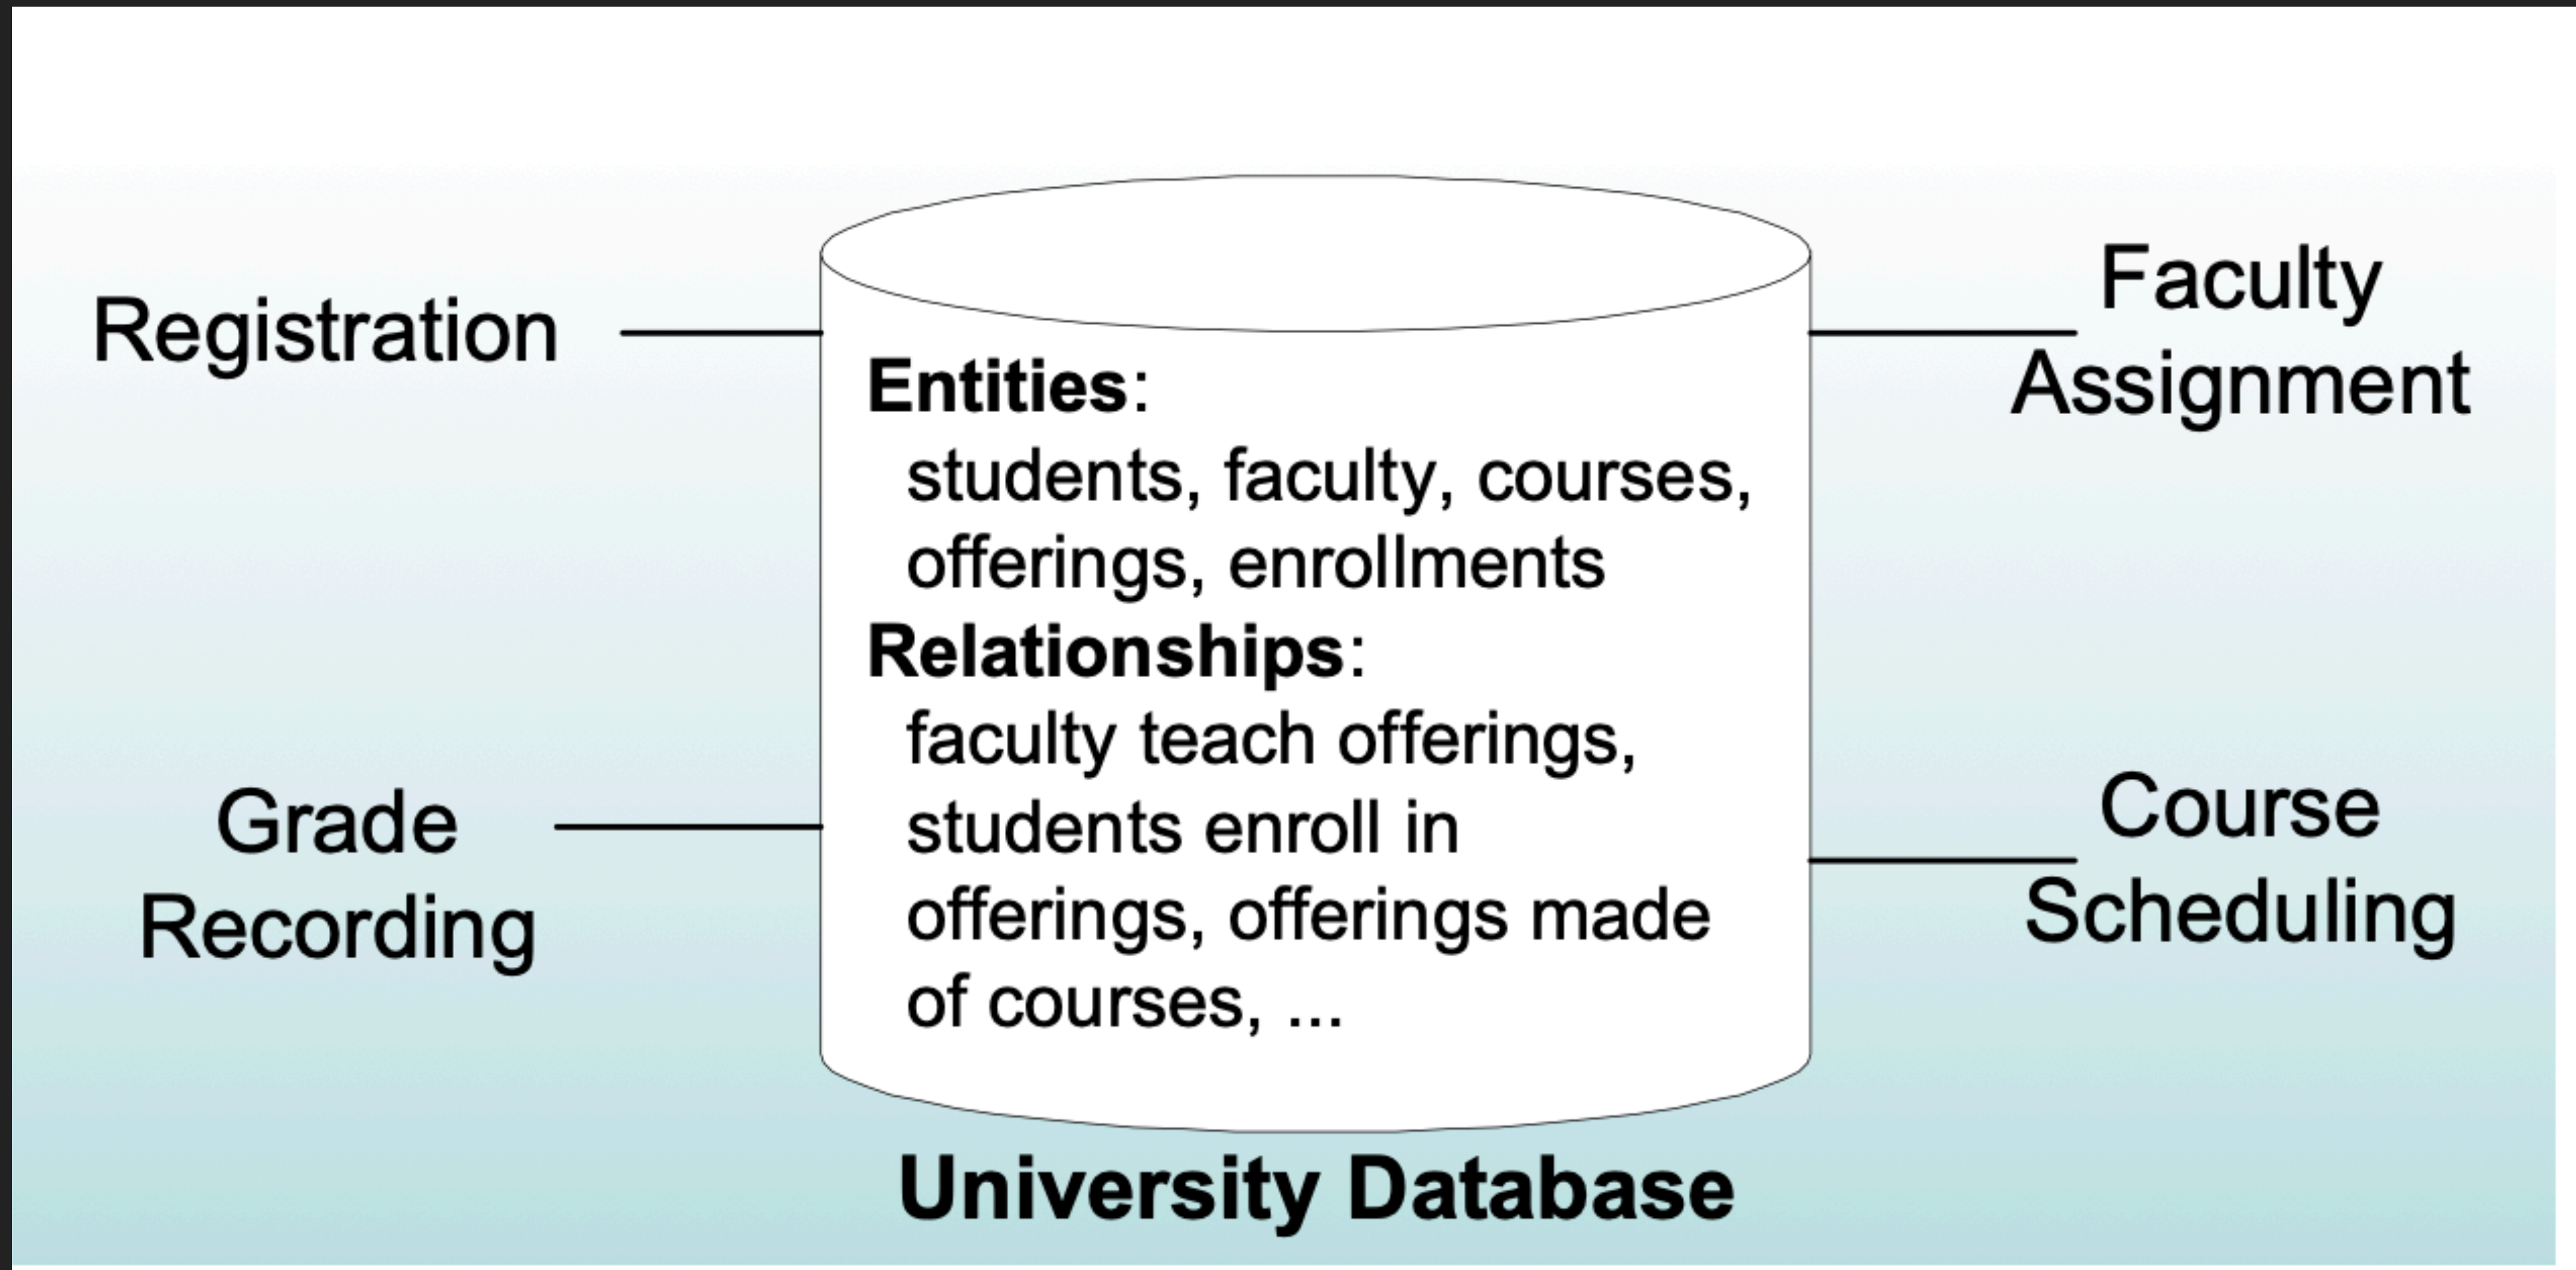 Registration
Grade
Recording
Entities:
students, faculty, courses,
offerings, enrollments
Relationships:
faculty teach offerings,
students enroll in
offerings, offerings made
of courses, ...
Faculty
Assignment
Course
Scheduling
University Database